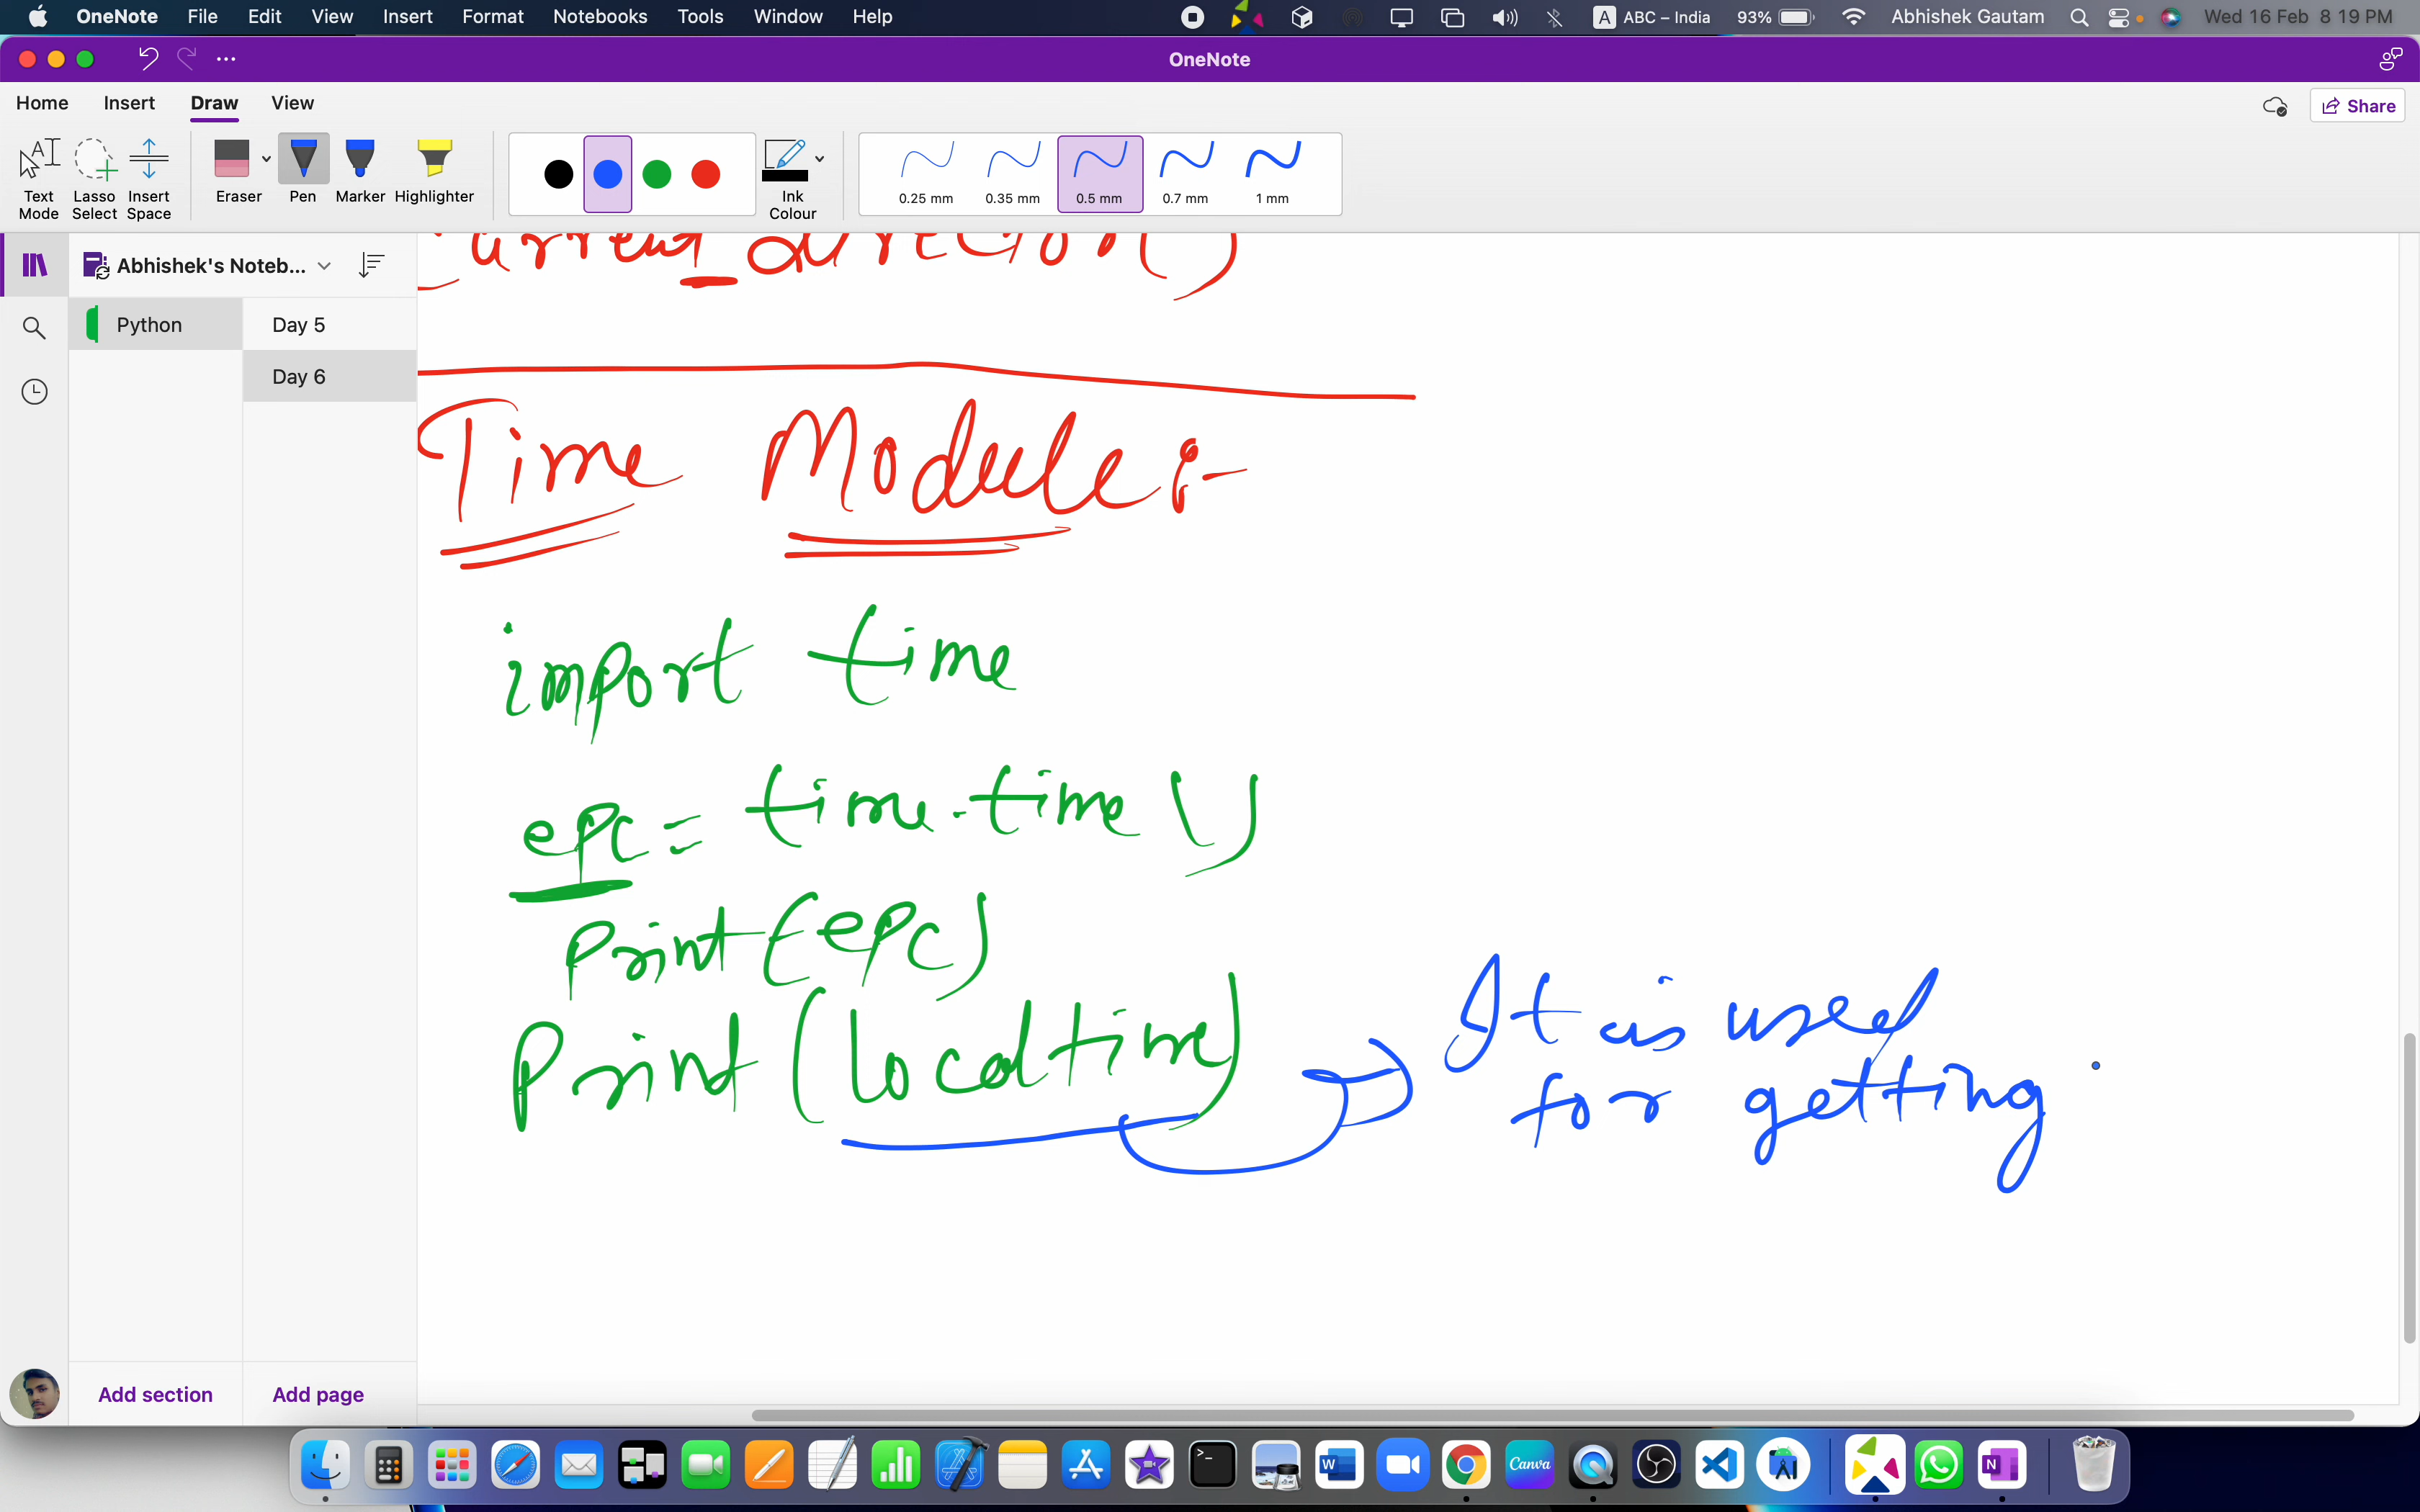 OneNote File Edit View Insert Format Notebooks Tools Window Help A ABC – India 93% Abhishek Gautam Wed 16 Feb 8 19 PM
OneNote
Home Insert Draw View Share
Text Mode
Lasso Select
Insert Space
Eraser
Pen
Marker
Highlighter
Ink Colour
0.25 mm
0.35 mm
0.5 mm
0.7 mm
1 mm
Abhishek's Noteb...
Python
Day 5
Day 6
Time Module :-
import time
epc = time.time ()
Print (epc)
Print (localtime)
It is used
for getting
Add section
Add page
W
Canva
N